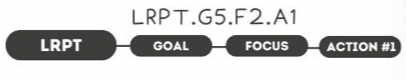 LRPT.G5.F2.A1
LRPT GOAL FOCUS ACTION #1